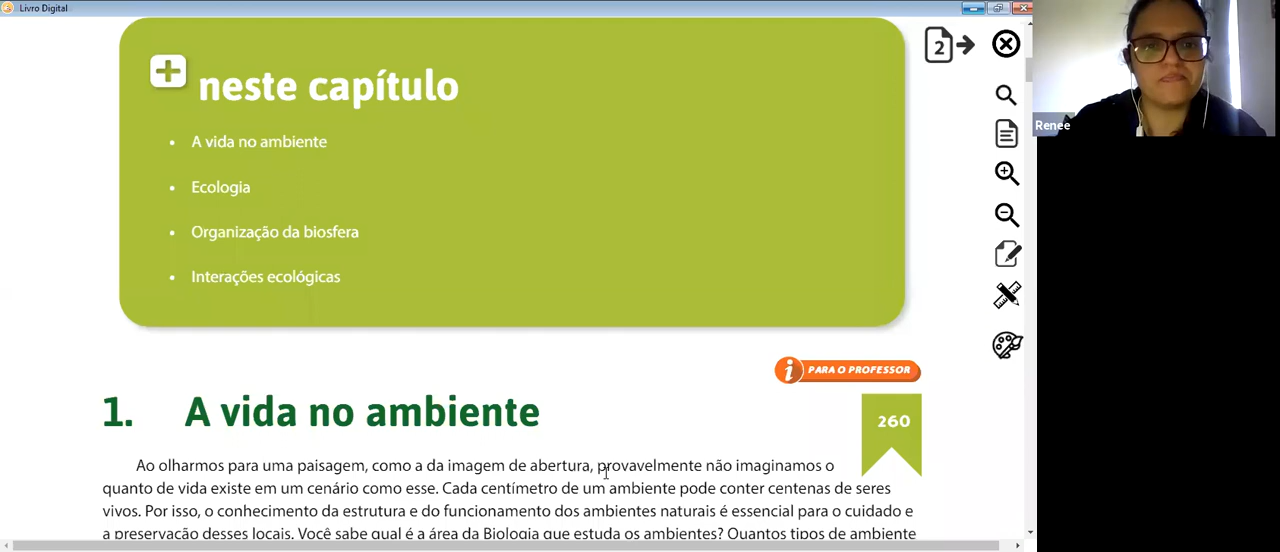 Livro Digital
neste capítulo
2
Renee
• A vida no ambiente
• Ecologia
• Organização da biosfera
• Interações ecológicas
i PARA O PROFESSOR
1. A vida no ambiente
260
Ao olharmos para uma paisagem, como a da imagem de abertura, provavelmente não imaginamos o
quanto de vida existe em um cenário como esse. Cada centímetro de um ambiente pode conter centenas de seres
vivos. Por isso, o conhecimento da estrutura e do funcionamento dos ambientes naturais é essencial para o cuidado e
a preservação desses locais. Você sabe qual é a área da Biologia que estuda os ambientes? Quantos tipos de ambiente